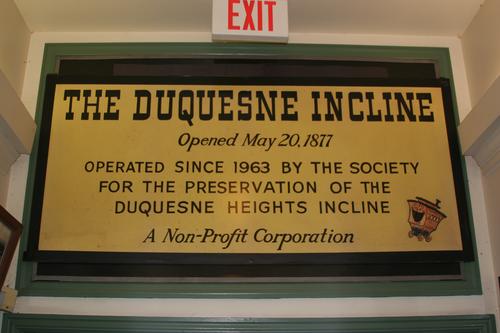 EXIT
THE DUQUESNE INCLINE
Opened May 20, 1877
OPERATED SINCE 1963 BY THE SOCIETY
FOR THE PRESERVATION OF THE
DUQUESNE HEIGHTS INCLINE
A Non-Profit Corporation